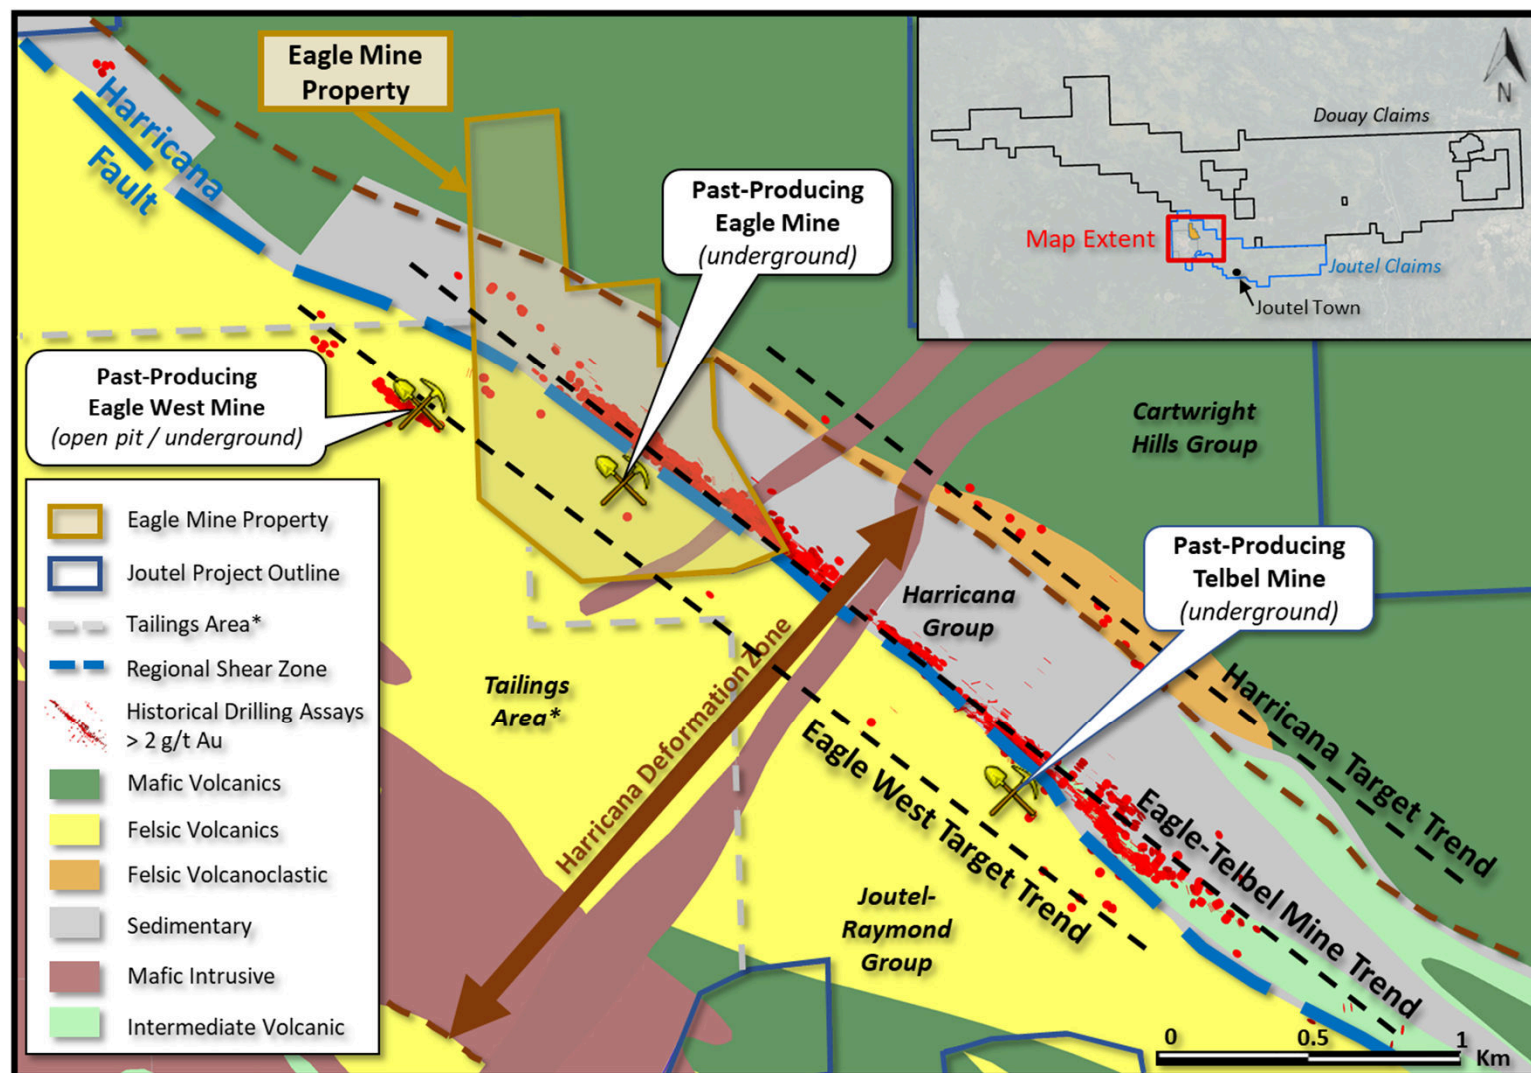 Eagle Mine
Property
Harricana
Fault
Past-Producing
Eagle Mine
(underground)
N
Douay Claims
Map Extent
Joutel Claims
Joutel Town
Past-Producing
Eagle West Mine
(open pit / underground)
Cartwright
Hills Group
Past-Producing
Telbel Mine
(underground)
Harricana
Group
Tailings
Area*
Harricana Deformation Zone
Harricana Target Trend
Eagle West Target Trend
Eagle-Telbel Mine Trend
Joutel-
Raymond
Group
Eagle Mine Property
Joutel Project Outline
Tailings Area*
Regional Shear Zone
Historical Drilling Assays
> 2 g/t Au
Mafic Volcanics
Felsic Volcanics
Felsic Volcanoclastic
Sedimentary
Mafic Intrusive
Intermediate Volcanic
0 0.5 1
Km